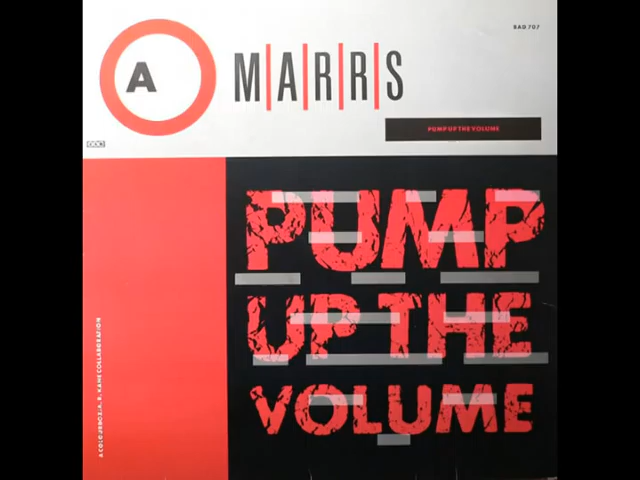 BAD 707
A
M|A|R|R|S
PUMP UP THE VOLUME
PUMP
UP THE
VOLUME
A COLOURBOX, A. R. KANE COLLABORATION